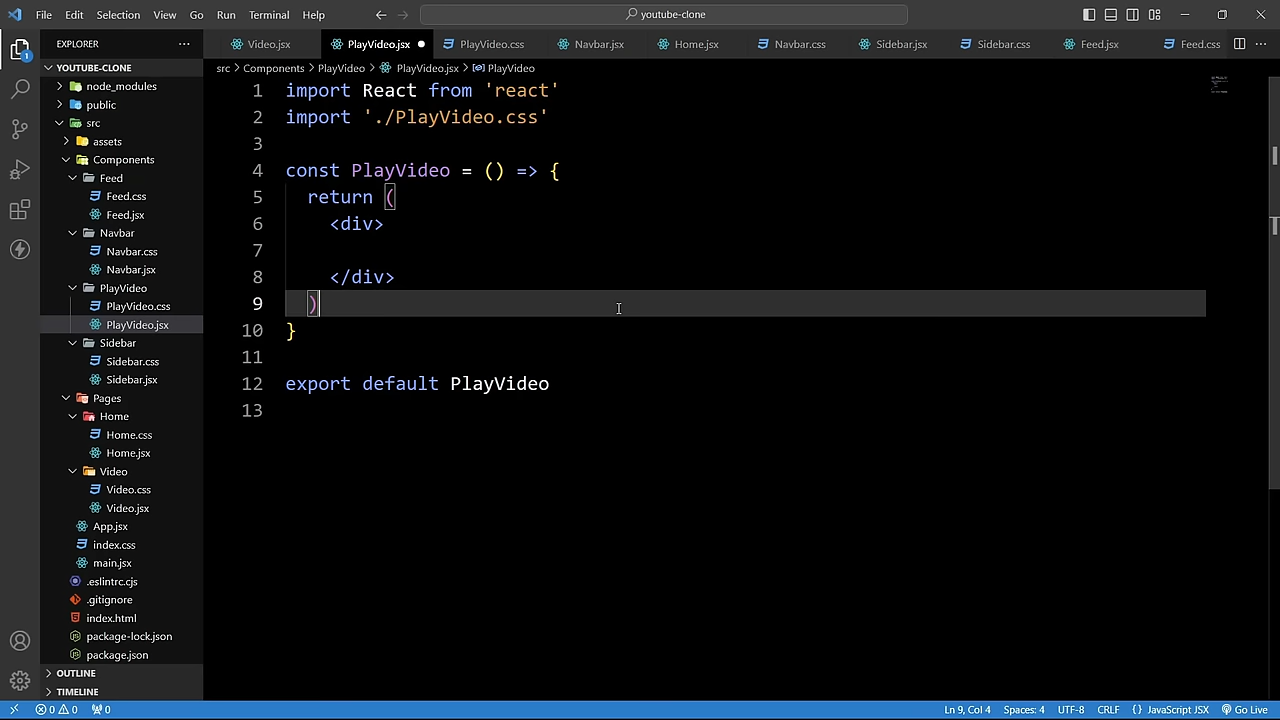 File Edit Selection View Go Run Terminal Help
youtube-clone
EXPLORER
Video.jsx PlayVideo.jsx PlayVideo.css Navbar.jsx Home.jsx Navbar.css Sidebar.jsx Sidebar.css Feed.jsx Feed.css
YOUTUBE-CLONE
src > Components > PlayVideo > PlayVideo.jsx > PlayVideo
node_modules
public
src
assets
Components
Feed
Feed.css
Feed.jsx
Navbar
Navbar.css
Navbar.jsx
PlayVideo
PlayVideo.css
PlayVideo.jsx
Sidebar
Sidebar.css
Sidebar.jsx
Pages
Home
Home.css
Home.jsx
Video
Video.css
Video.jsx
App.jsx
index.css
main.jsx
.eslintrc.cjs
.gitignore
index.html
package-lock.json
package.json
OUTLINE
TIMELINE
1 import React from 'react'
2 import './PlayVideo.css'
3
4 const PlayVideo = () => {
5 return (
6 <div>
7
8 </div>
9 )
10 }
11
12 export default PlayVideo
13
1
0 0 0 Ln 9, Col 4 Spaces: 4 UTF-8 CRLF {} JavaScript JSX Go Live